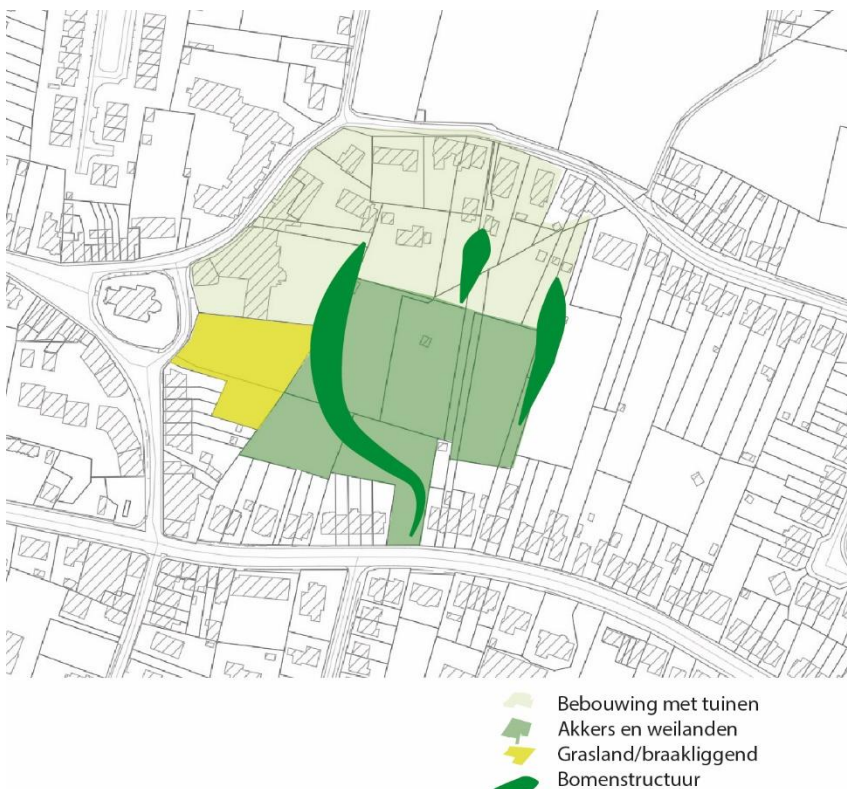 Bebouwing met tuinen
Akkers en weilanden
Grasland/braakliggend
Bomenstructuur